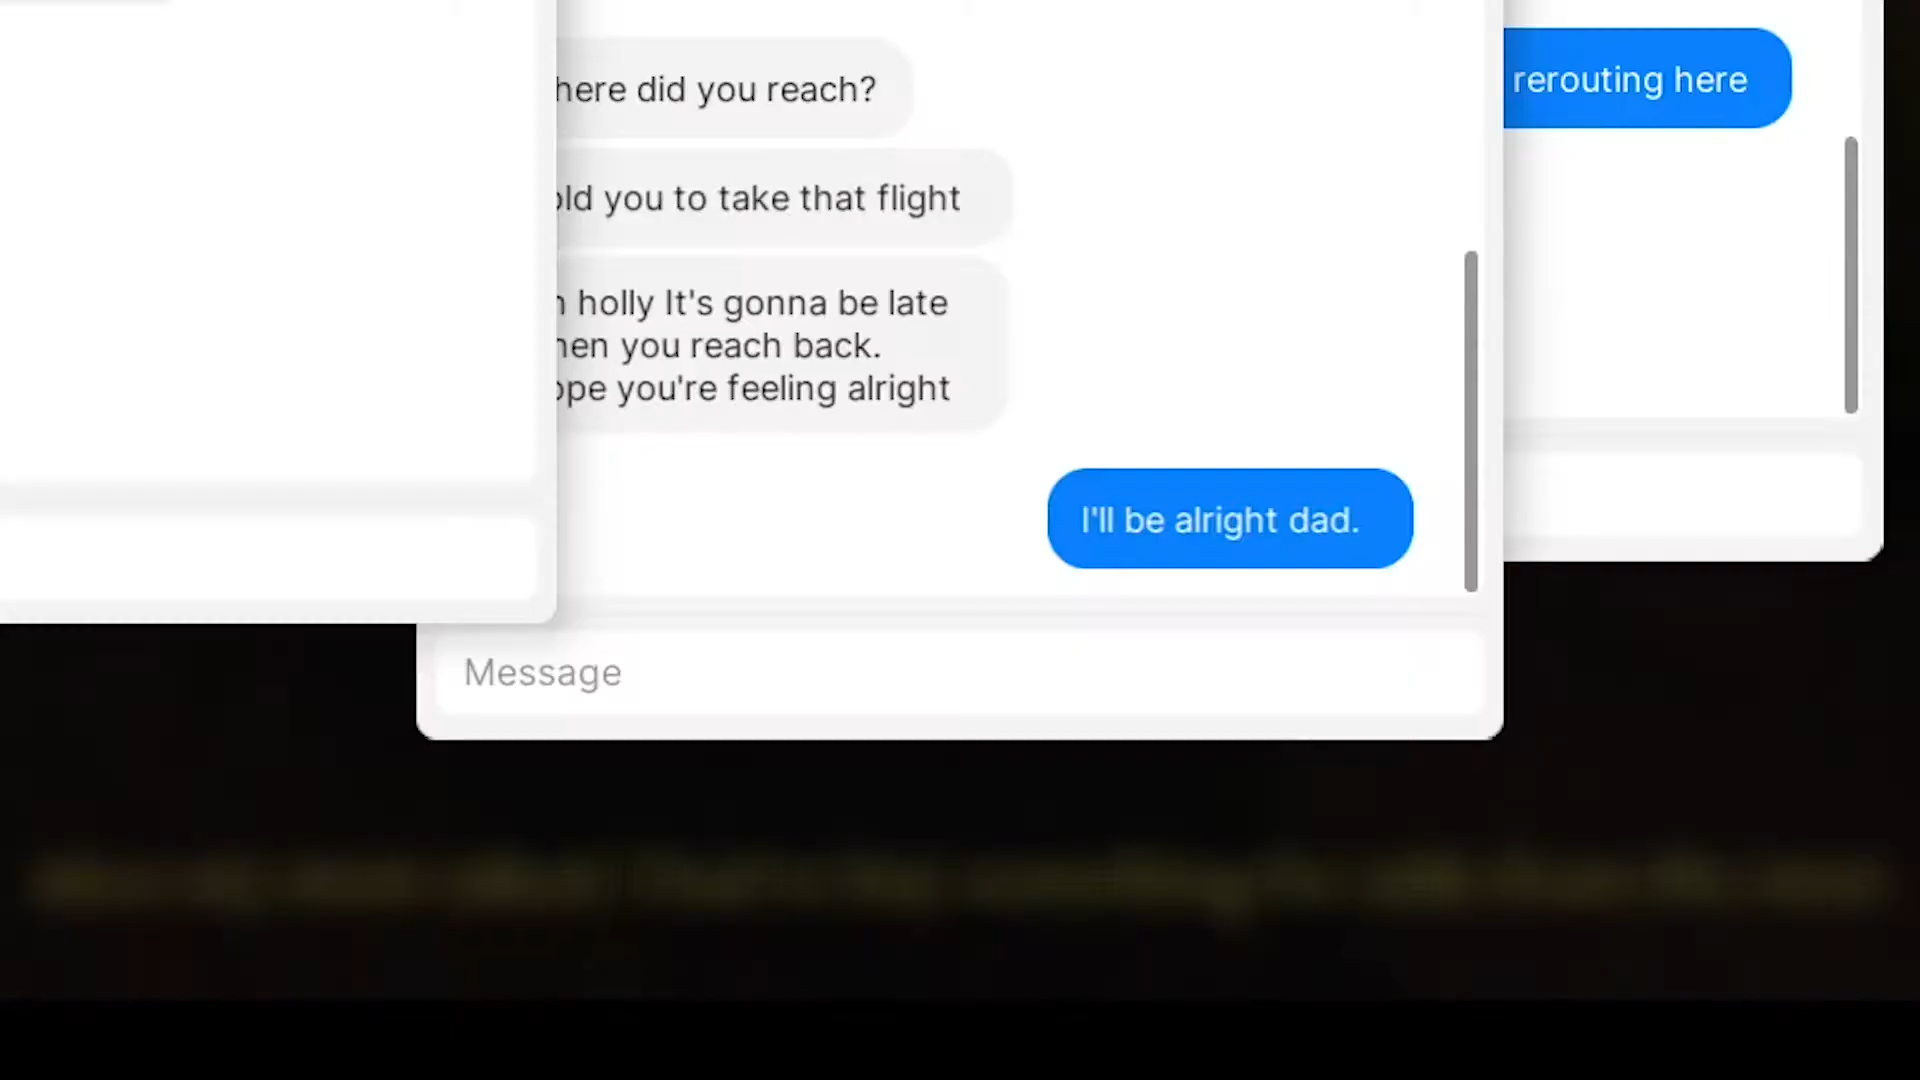 here did you reach?
old you to take that flight
holly It's gonna be late
hen you reach back.
ope you're feeling alright
I'll be alright dad.
Message
rerouting here